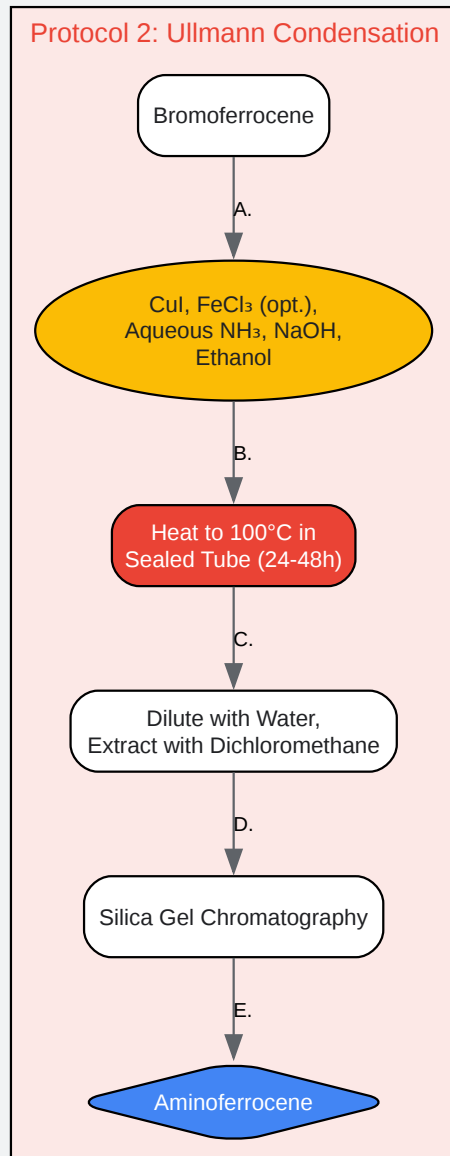 Protocol 2: Ullmann Condensation
Bromoferrocene
A.
CuI, FeCl₃ (opt.),
Aqueous NH₃, NaOH,
Ethanol
B.
Heat to 100°C in
Sealed Tube (24-48h)
C.
Dilute with Water,
Extract with Dichloromethane
D.
Silica Gel Chromatography
E.
Aminoferrocene